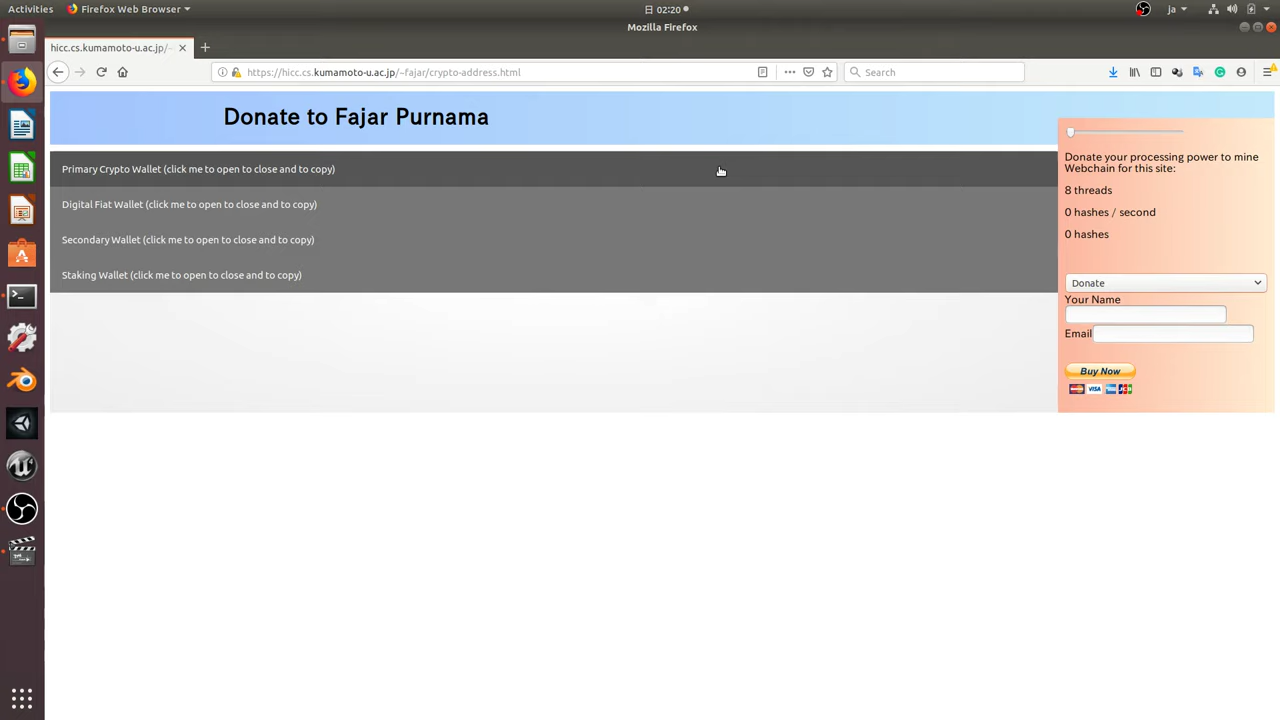 Activities
Firefox Web Browser
日 02:20
ja
Mozilla Firefox
hicc.cs.kumamoto-u.ac.jp/~
https://hicc.cs.kumamoto-u.ac.jp/~fajar/crypto-address.html
Search
Donate to Fajar Purnama
Primary Crypto Wallet (click me to open to close and to copy)
Digital Fiat Wallet (click me to open to close and to copy)
Secondary Wallet (click me to open to close and to copy)
Staking Wallet (click me to open to close and to copy)
Donate your processing power to mine
Webchain for this site:
8 threads
0 hashes / second
0 hashes
Donate
Your Name
Email
Buy Now
VISA